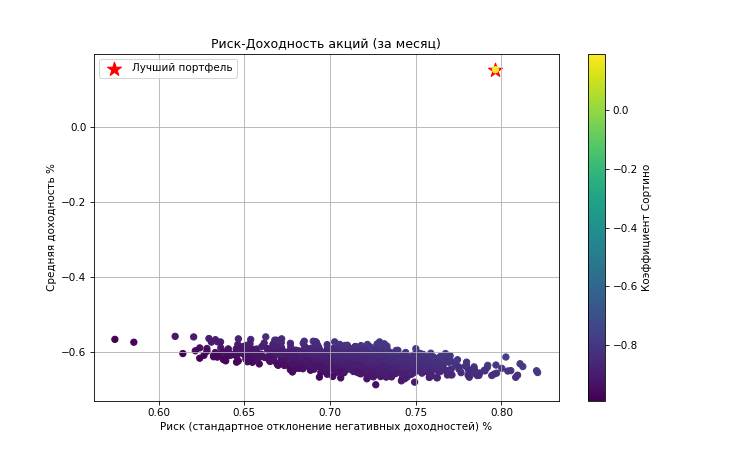 Риск-Доходность акций (за месяц)
Лучший портфель
0.0
−0.2
−0.4
−0.6
Средняя доходность %
0.60
0.65
0.70
0.75
0.80
Риск (стандартное отклонение негативных доходностей) %
0.0
−0.2
−0.4
−0.6
−0.8
Коэффициент Сортино